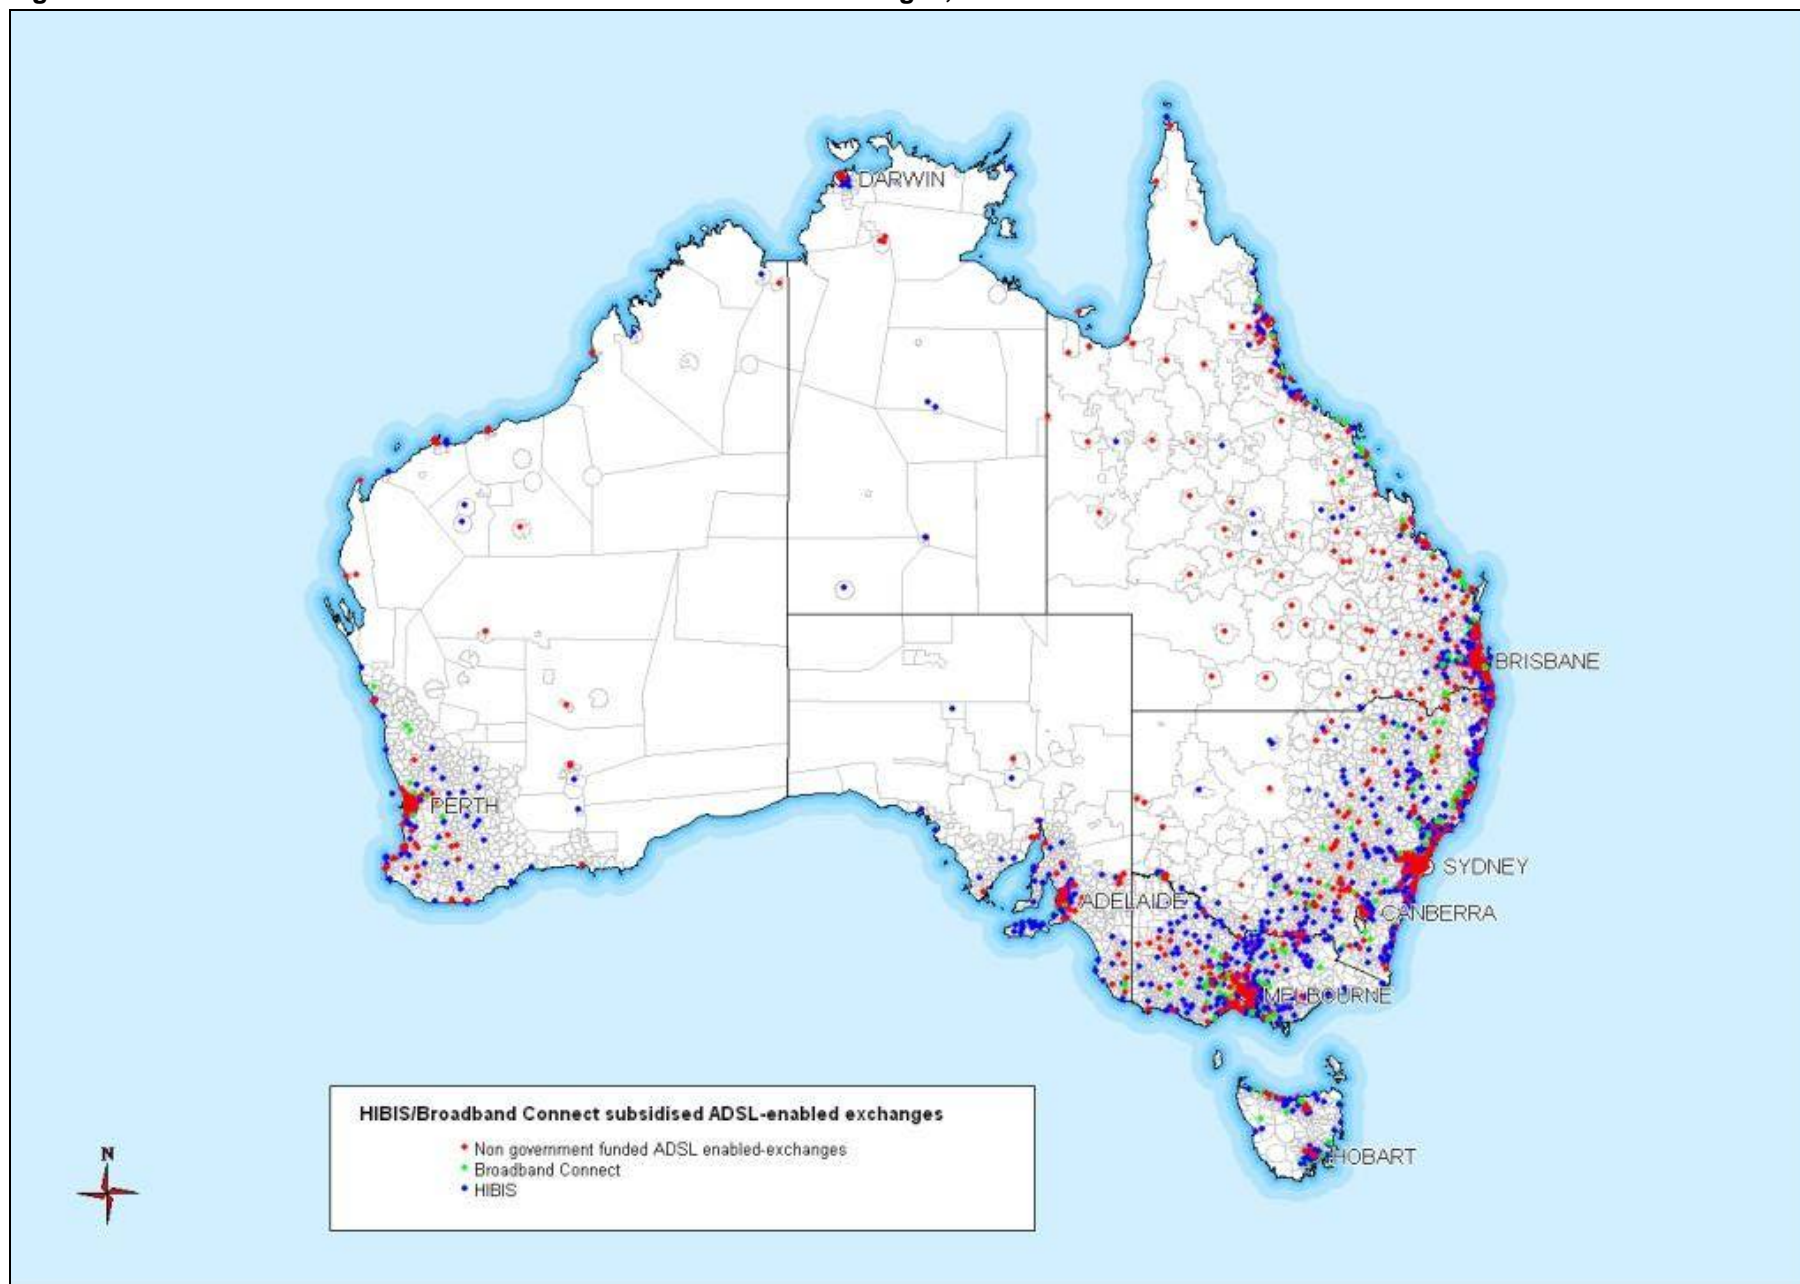 DARWIN
BRISBANE
PERTH
SYDNEY
ADELAIDE
CANBERRA
MELBOURNE
HIBIS/Broadband Connect subsidised ADSL-enabled exchanges
Non government funded ADSL enabled-exchanges
Broadband Connect
HIBIS
N
HOBART